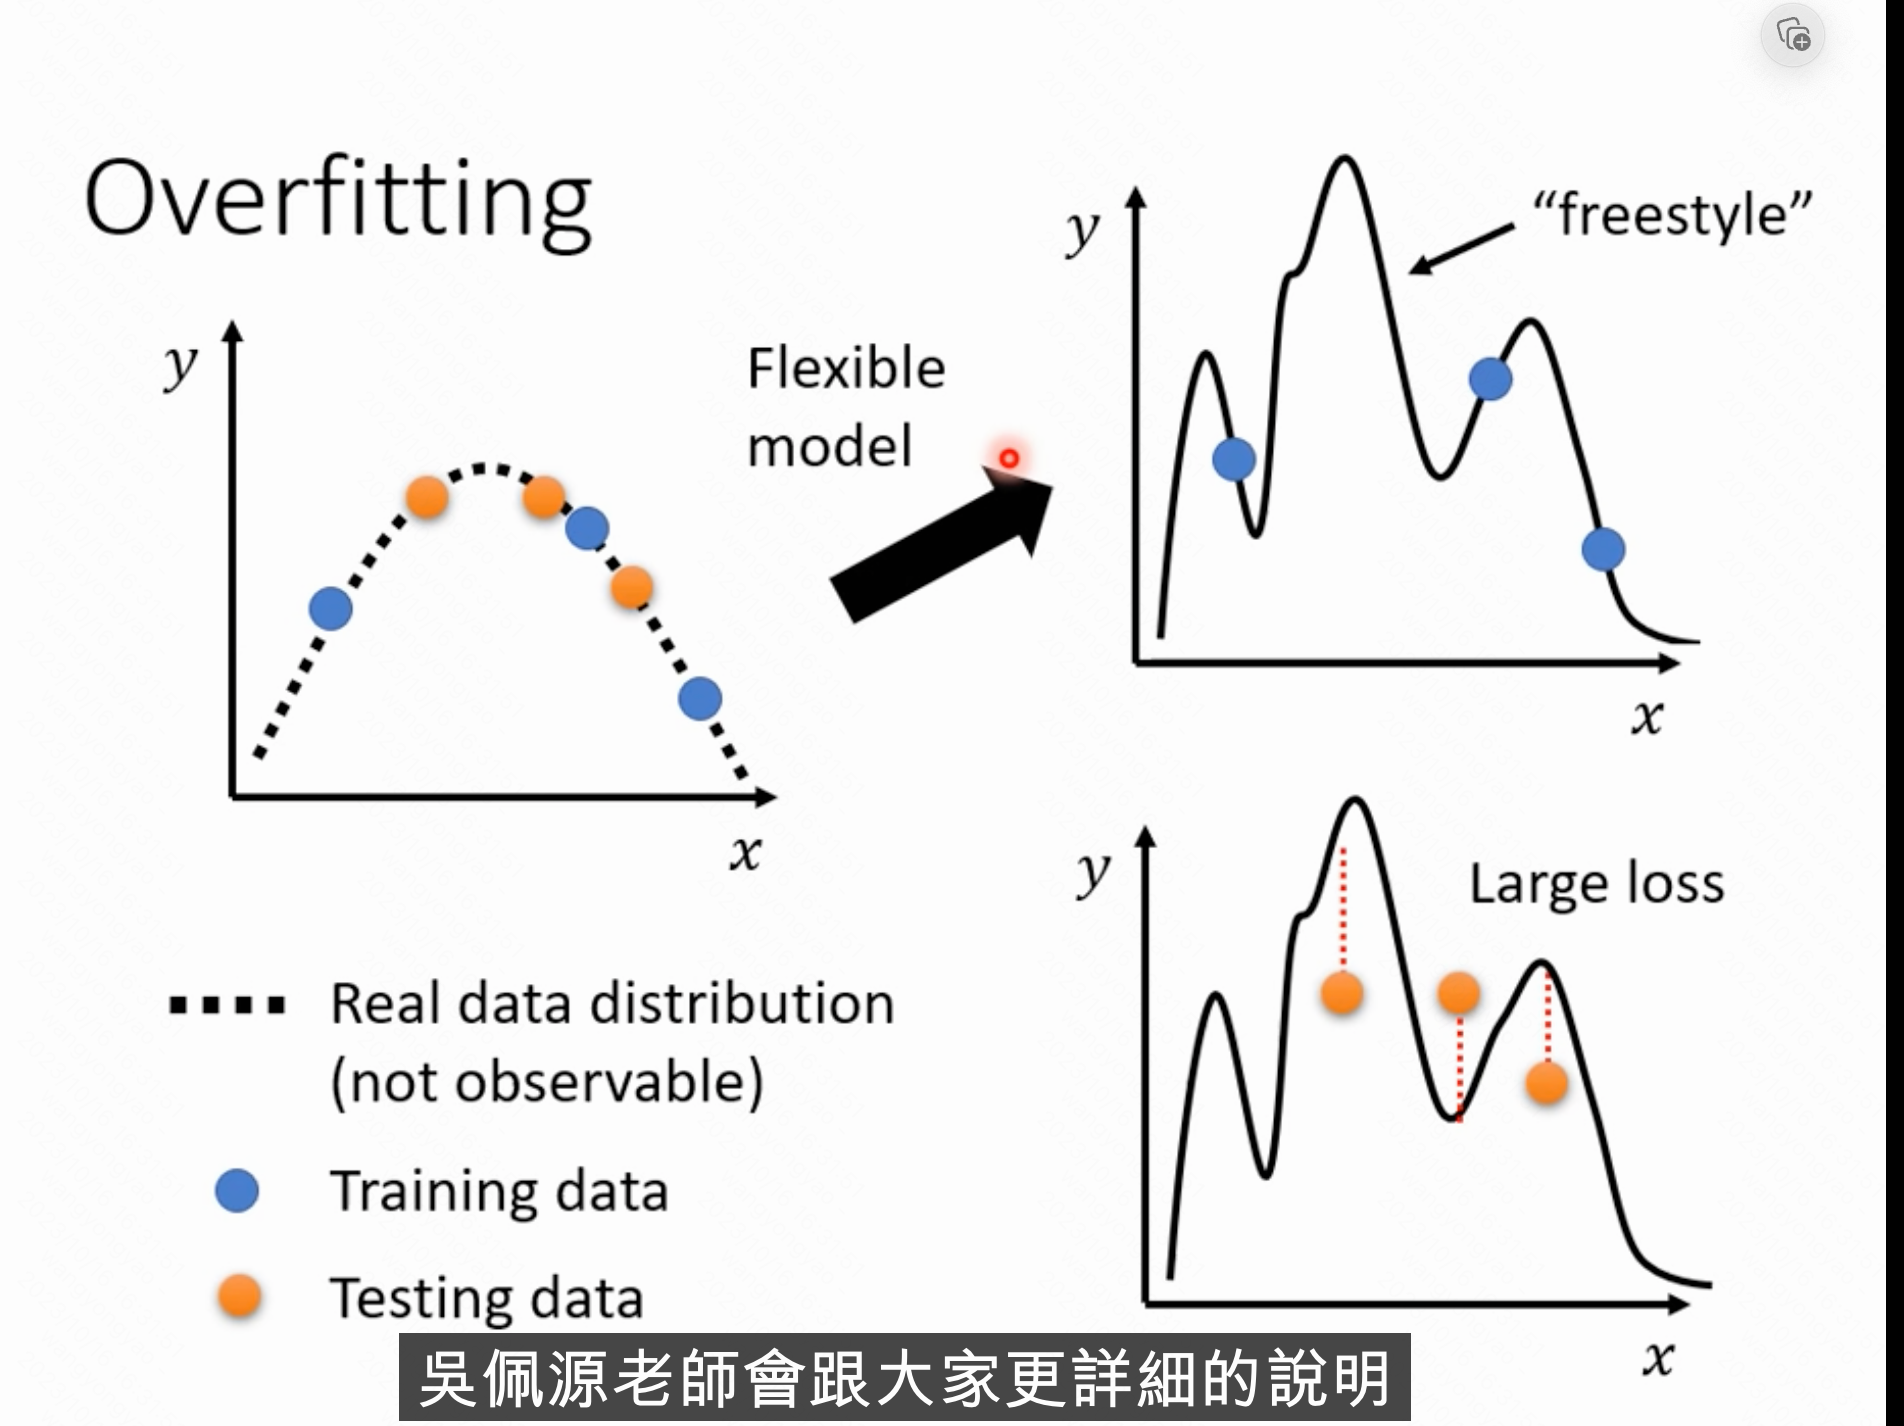 Overfitting
y
x
Flexible
model
y
"freestyle"
x
y
Large loss
x
Real data distribution
(not observable)
Training data
Testing data
吳佩源老師會跟大家更詳細的說明